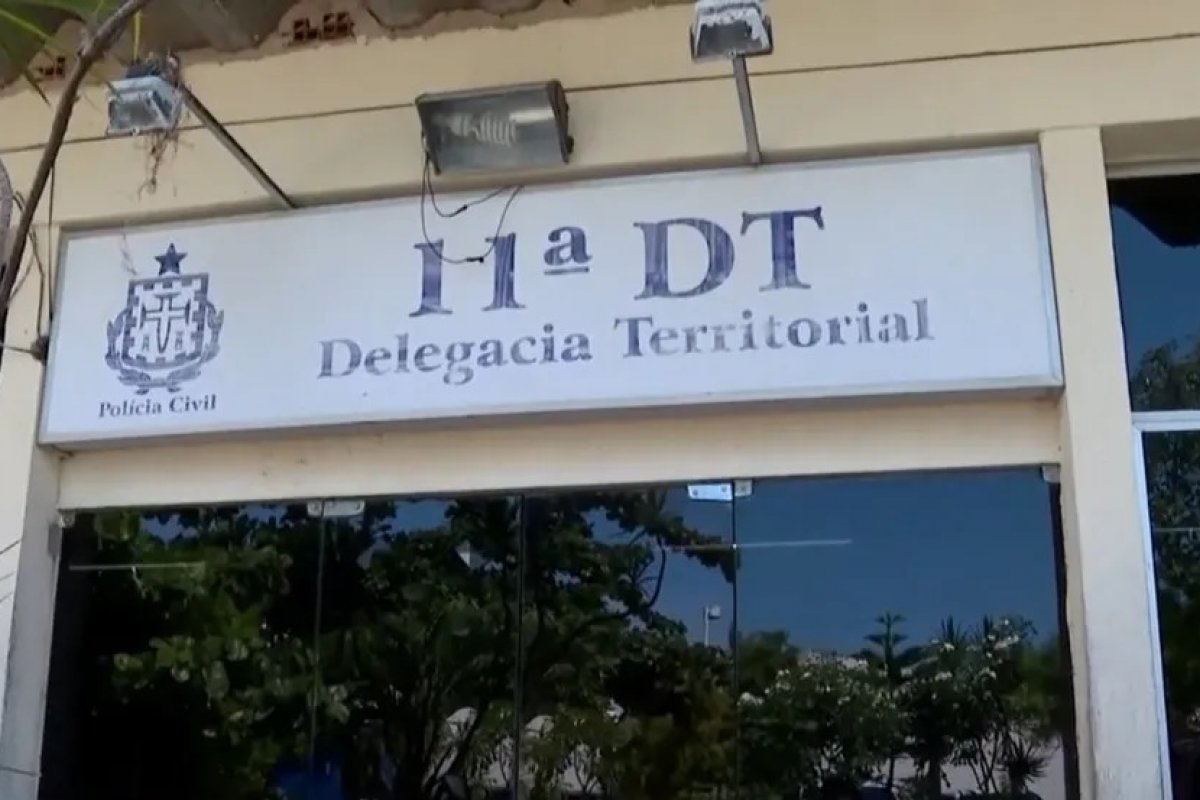 11ª DT
Delegacia Territorial
Polícia Civil